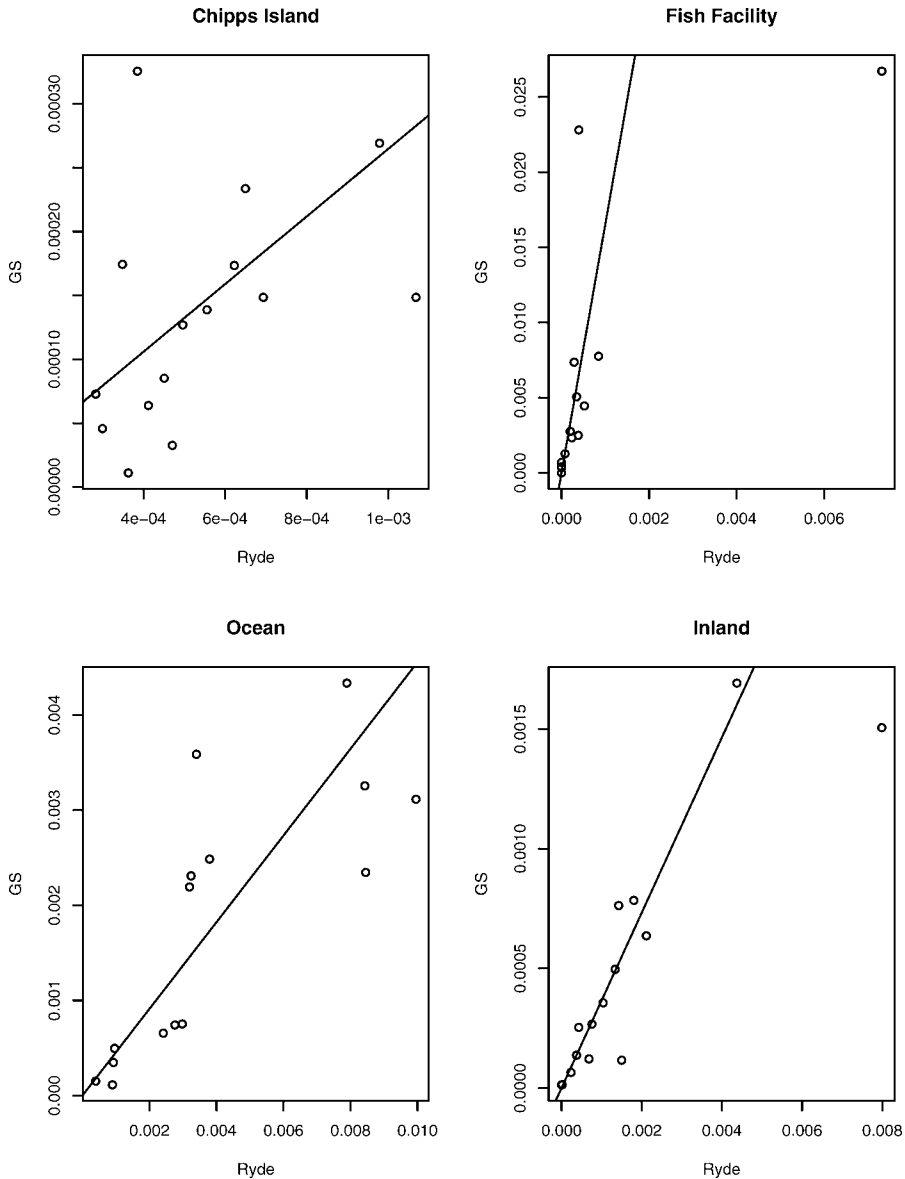 Chipps Island
GS
0.00000 0.00010 0.00020 0.00030
4e−04 6e−04 8e−04 1e−03
Ryde
Fish Facility
GS
0.000 0.005 0.010 0.015 0.020 0.025
0.000 0.002 0.004 0.006
Ryde
Ocean
GS
0.000 0.001 0.002 0.003 0.004
0.002 0.004 0.006 0.008 0.010
Ryde
Inland
GS
0.0000 0.0005 0.0010 0.0015
0.000 0.002 0.004 0.006 0.008
Ryde